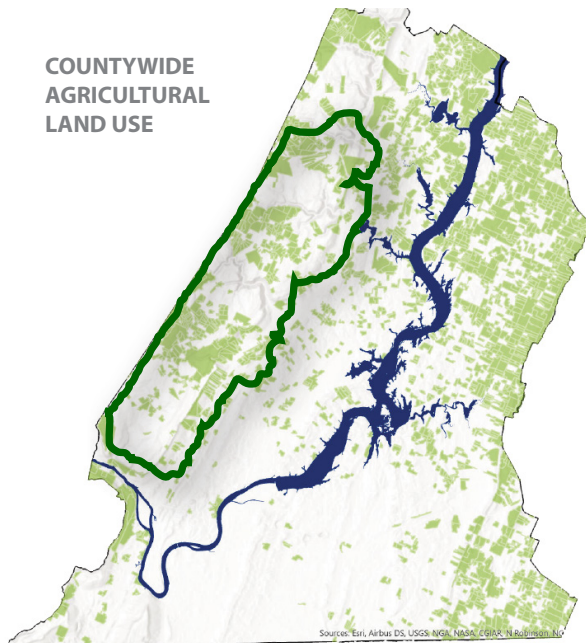 COUNTYWIDE
AGRICULTURAL
LAND USE
Sources: Esri, Airbus DS, USGS, NGA, NASA, CGIAR, N Robinson,